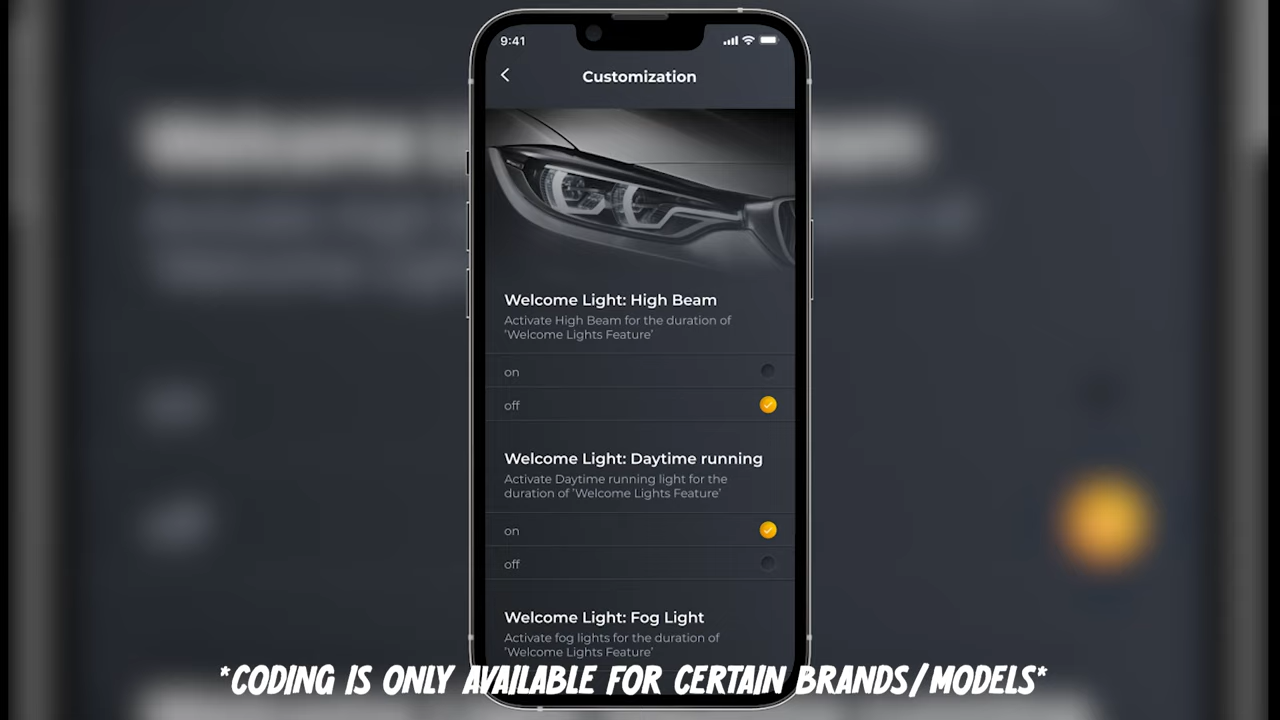 9:41
Customization
Welcome Light: High Beam
Activate High Beam for the duration of
'Welcome Lights Feature'
on
off
Welcome Light: Daytime running
Activate Daytime running light for the
duration of 'Welcome Lights Feature'
on
off
Welcome Light: Fog Light
Activate fog lights for the duration of
'Welcome Lights Feature'
*CODING IS ONLY AVAILABLE FOR CERTAIN BRANDS/MODELS*